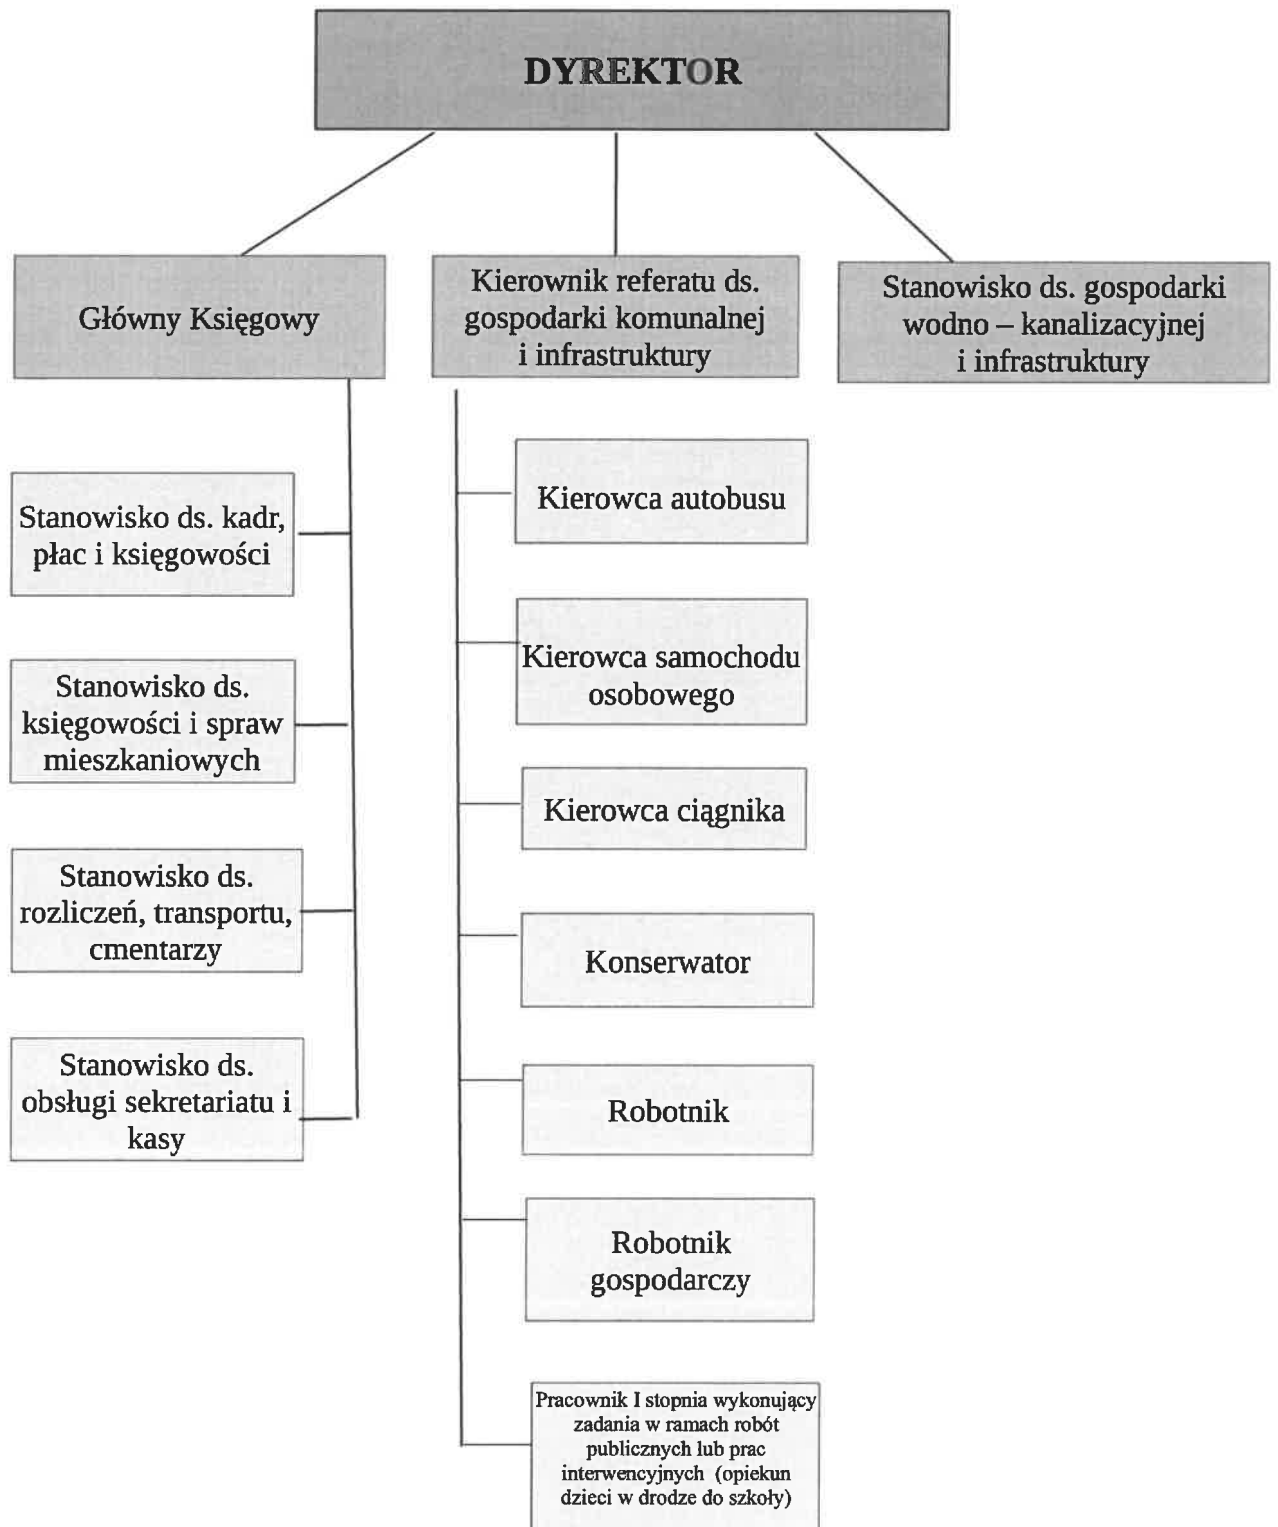 DYREKTOR
Główny Księgowy
Kierownik referatu ds.
gospodarki komunalnej
i infrastruktury
Stanowisko ds. gospodarki
wodno – kanalizacyjnej
i infrastruktury
Stanowisko ds. kadr,
płac i księgowości
Stanowisko ds.
księgowości i spraw
mieszkaniowych
Stanowisko ds.
rozliczeń, transportu,
cmentarzy
Stanowisko ds.
obsługi sekretariatu i
kasy
Kierowca autobusu
Kierowca samochodu
osobowego
Kierowca ciągnika
Konserwator
Robotnik
Robotnik
gospodarczy
Pracownik I stopnia wykonujący
zadania w ramach robót
publicznych lub prac
interwencyjnych (opiekun
dzieci w drodze do szkoły)